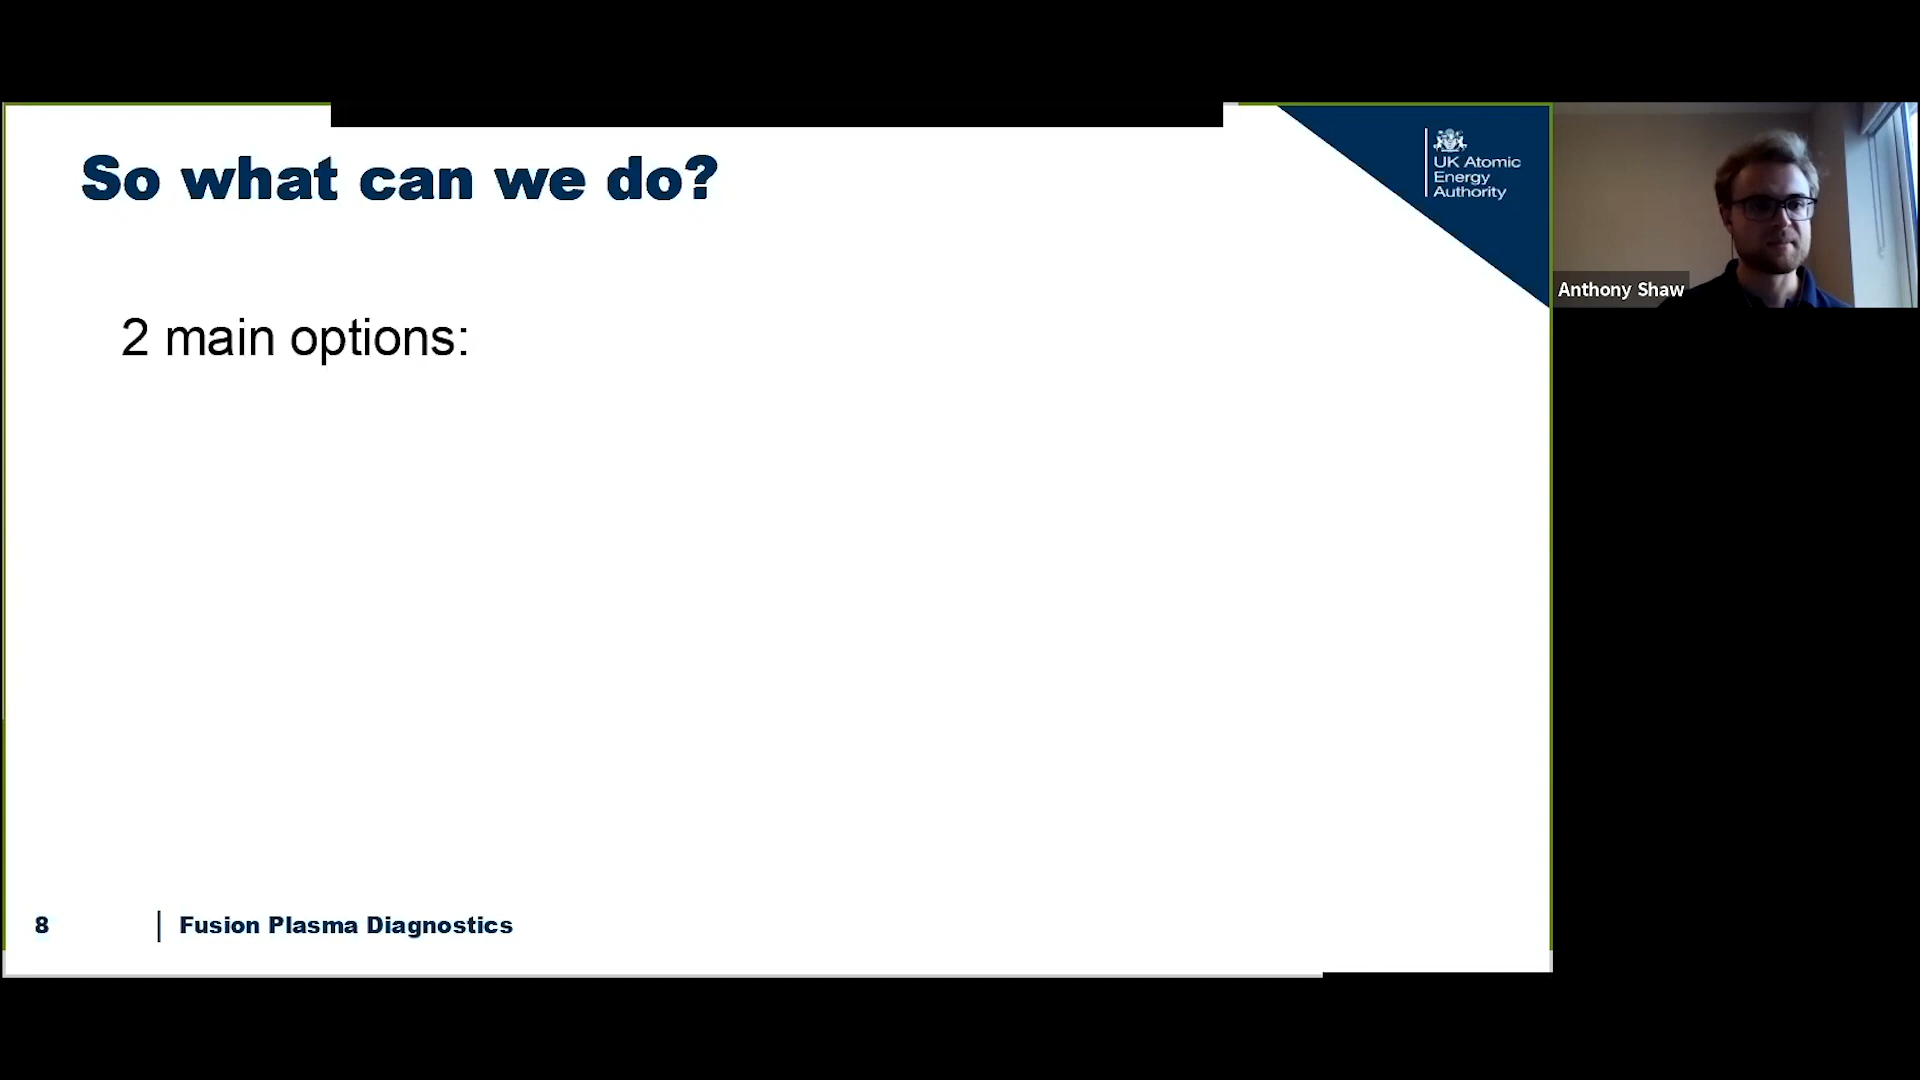 So what can we do?
UK Atomic
Energy
Authority
Anthony Shaw
2 main options:
8
Fusion Plasma Diagnostics